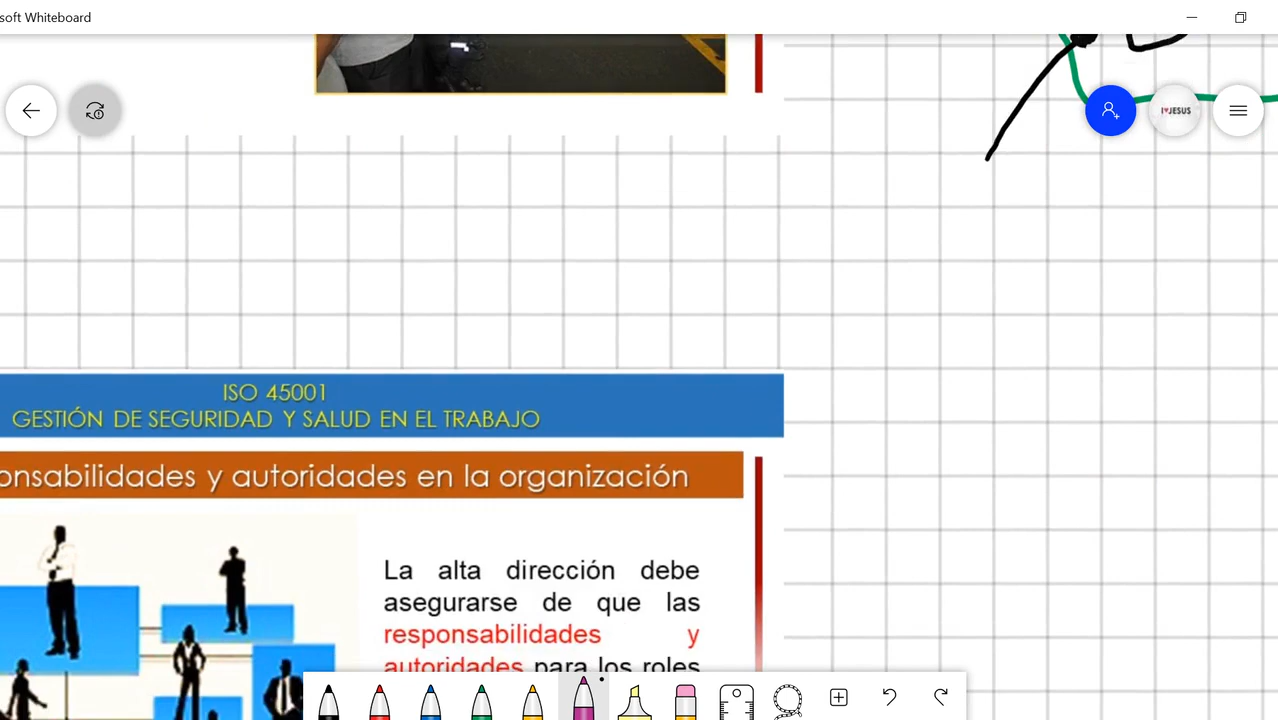 soft Whiteboard
I♥JESUS
ISO 45001
GESTIÓN DE SEGURIDAD Y SALUD EN EL TRABAJO
onsabilidades y autoridades en la organización
La alta dirección debe
asegurarse de que las
responsabilidades y
autoridades para los roles